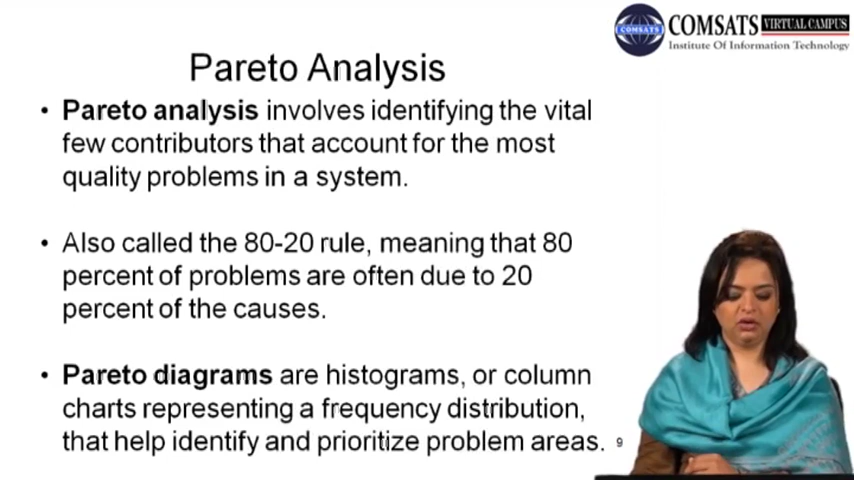 COMSATS
COMSATS VIRTUAL CAMPUS
Institute Of Information Technology
Pareto Analysis
• Pareto analysis involves identifying the vital
few contributors that account for the most
quality problems in a system.
• Also called the 80-20 rule, meaning that 80
percent of problems are often due to 20
percent of the causes.
• Pareto diagrams are histograms, or column
charts representing a frequency distribution,
that help identify and prioritize problem areas.
9